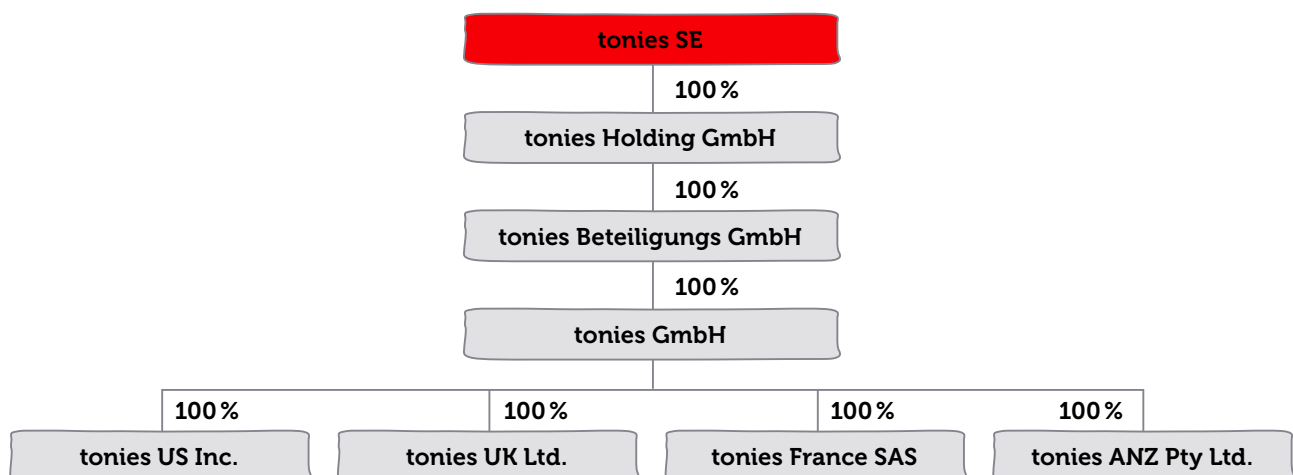 tonies SE
100 %
tonies Holding GmbH
100 %
tonies Beteiligungs GmbH
100 %
tonies GmbH
100 % 100 % 100 % 100 %
tonies US Inc. tonies UK Ltd. tonies France SAS tonies ANZ Pty Ltd.